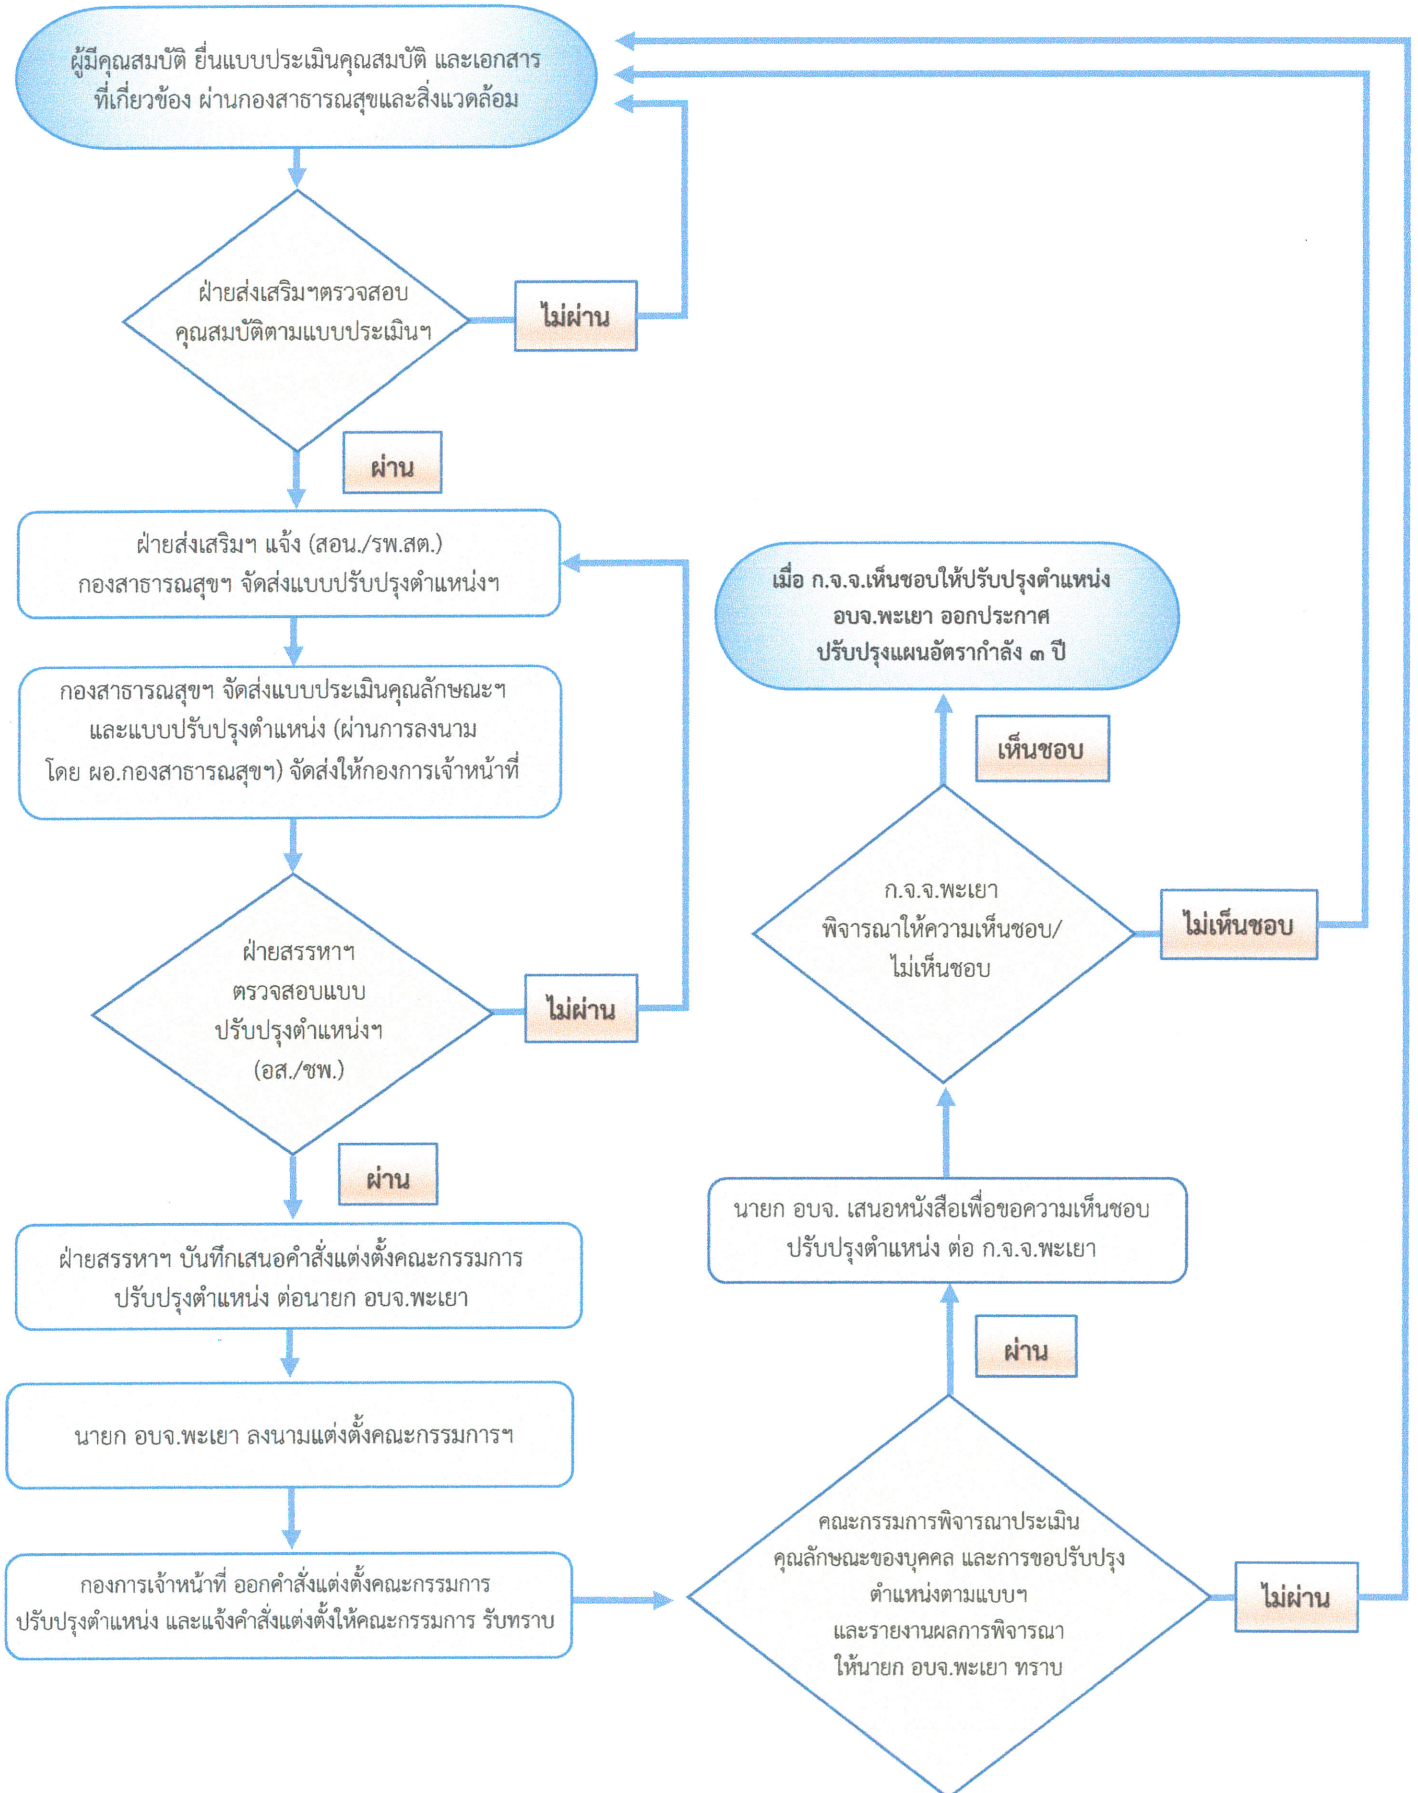 ผู้มีคุณสมบัติ ยื่นแบบประเมินคุณสมบัติ และเอกสาร
ที่เกี่ยวข้อง ผ่านกองสาธารณสุขและสิ่งแวดล้อม
ฝ่ายส่งเสริมฯตรวจสอบ
คุณสมบัติตามแบบประเมินฯ
ไม่ผ่าน
ผ่าน
ฝ่ายส่งเสริมฯ แจ้ง (สอน./รพ.สต.)
กองสาธารณสุขฯ จัดส่งแบบปรับปรุงตำแหน่งฯ
กองสาธารณสุขฯ จัดส่งแบบประเมินคุณลักษณะฯ
และแบบปรับปรุงตำแหน่ง (ผ่านการลงนาม
โดย ผอ.กองสาธารณสุขฯ) จัดส่งให้กองการเจ้าหน้าที่
ฝ่ายสรรหาฯ
ตรวจสอบแบบ
ปรับปรุงตำแหน่งฯ
(อส./ชพ.)
ไม่ผ่าน
ผ่าน
ฝ่ายสรรหาฯ บันทึกเสนอคำสั่งแต่งตั้งคณะกรรมการ
ปรับปรุงตำแหน่ง ต่อนายก อบจ.พะเยา
นายก อบจ.พะเยา ลงนามแต่งตั้งคณะกรรมการฯ
กองการเจ้าหน้าที่ ออกคำสั่งแต่งตั้งคณะกรรมการ
ปรับปรุงตำแหน่ง และแจ้งคำสั่งแต่งตั้งให้คณะกรรมการ รับทราบ
คณะกรรมการพิจารณาประเมิน
คุณลักษณะของบุคคล และการขอปรับปรุง
ตำแหน่งตามแบบฯ
และรายงานผลการพิจารณา
ให้นายก อบจ.พะเยา ทราบ
ไม่ผ่าน
ผ่าน
นายก อบจ. เสนอหนังสือเพื่อขอความเห็นชอบ
ปรับปรุงตำแหน่ง ต่อ ก.จ.จ.พะเยา
ก.จ.จ.พะเยา
พิจารณาให้ความเห็นชอบ/
ไม่เห็นชอบ
ไม่เห็นชอบ
เห็นชอบ
เมื่อ ก.จ.จ.เห็นชอบให้ปรับปรุงตำแหน่ง
อบจ.พะเยา ออกประกาศ
ปรับปรุงแผนอัตรากำลัง ๓ ปี